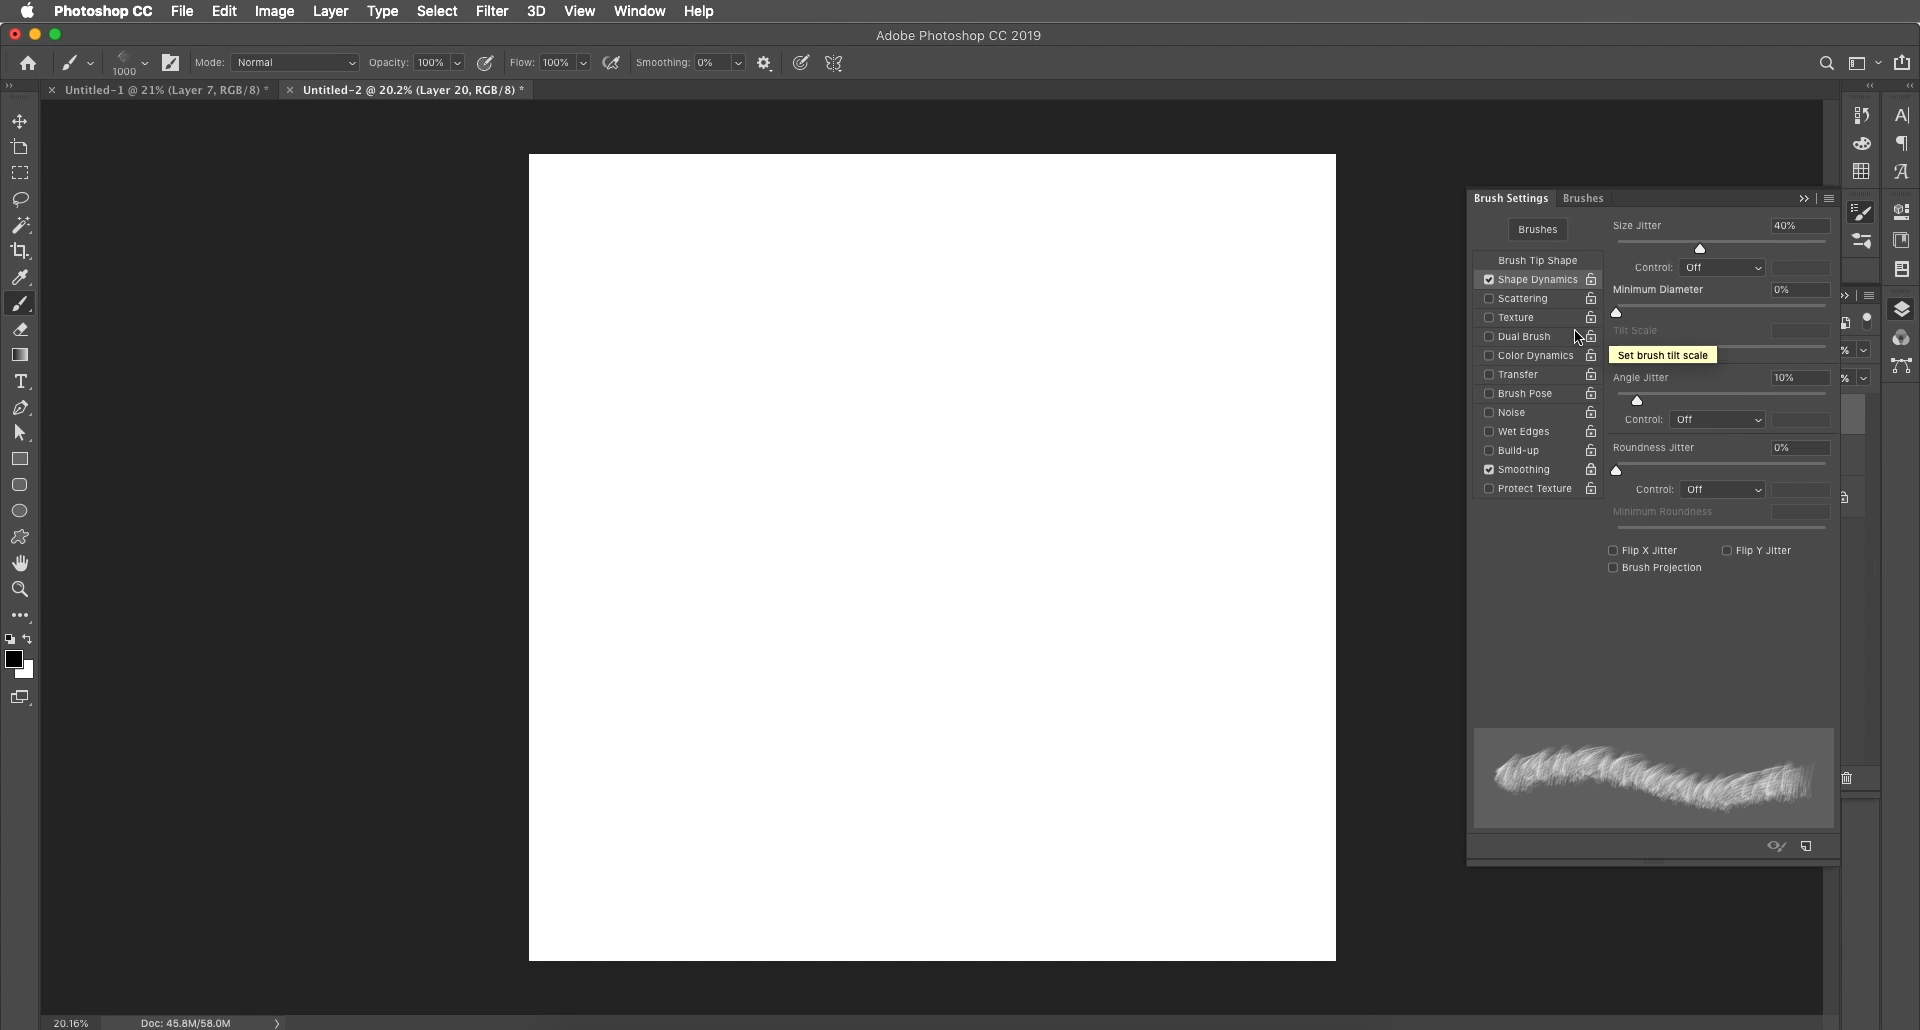 Photoshop CC File Edit Image Layer Type Select Filter 3D View Window Help
Adobe Photoshop CC 2019
1000 Mode: Normal Opacity: 100% Flow: 100% Smoothing: 0%
Untitled-1 @ 21% (Layer 7, RGB/8) * Untitled-2 @ 20.2% (Layer 20, RGB/8) *
Brush Settings Brushes
Brushes
Brush Tip Shape
Shape Dynamics
Scattering
Texture
Dual Brush
Color Dynamics
Transfer
Brush Pose
Noise
Wet Edges
Build-up
Smoothing
Protect Texture
Size Jitter 40%
Control: Off
Minimum Diameter 0%
Tilt Scale
Set brush tilt scale
Angle Jitter 10%
Control: Off
Roundness Jitter 0%
Control: Off
Minimum Roundness
Flip X Jitter Flip Y Jitter
Brush Projection
%
%
20.16% Doc: 45.8M/58.0M